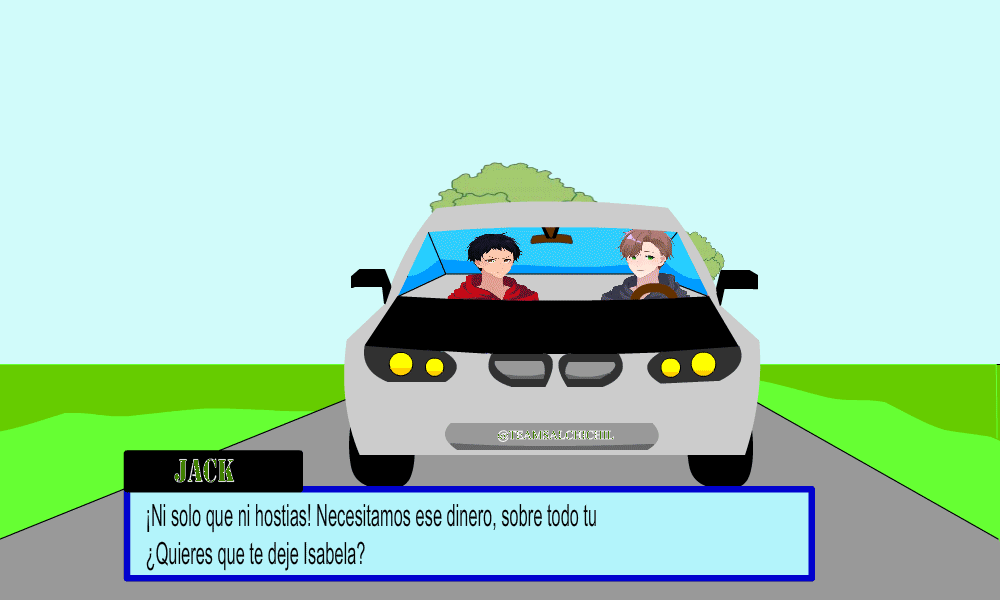 JACK
¡Ni solo que ni hostias! Necesitamos ese dinero, sobre todo tu
¿Quieres que te deje Isabela?